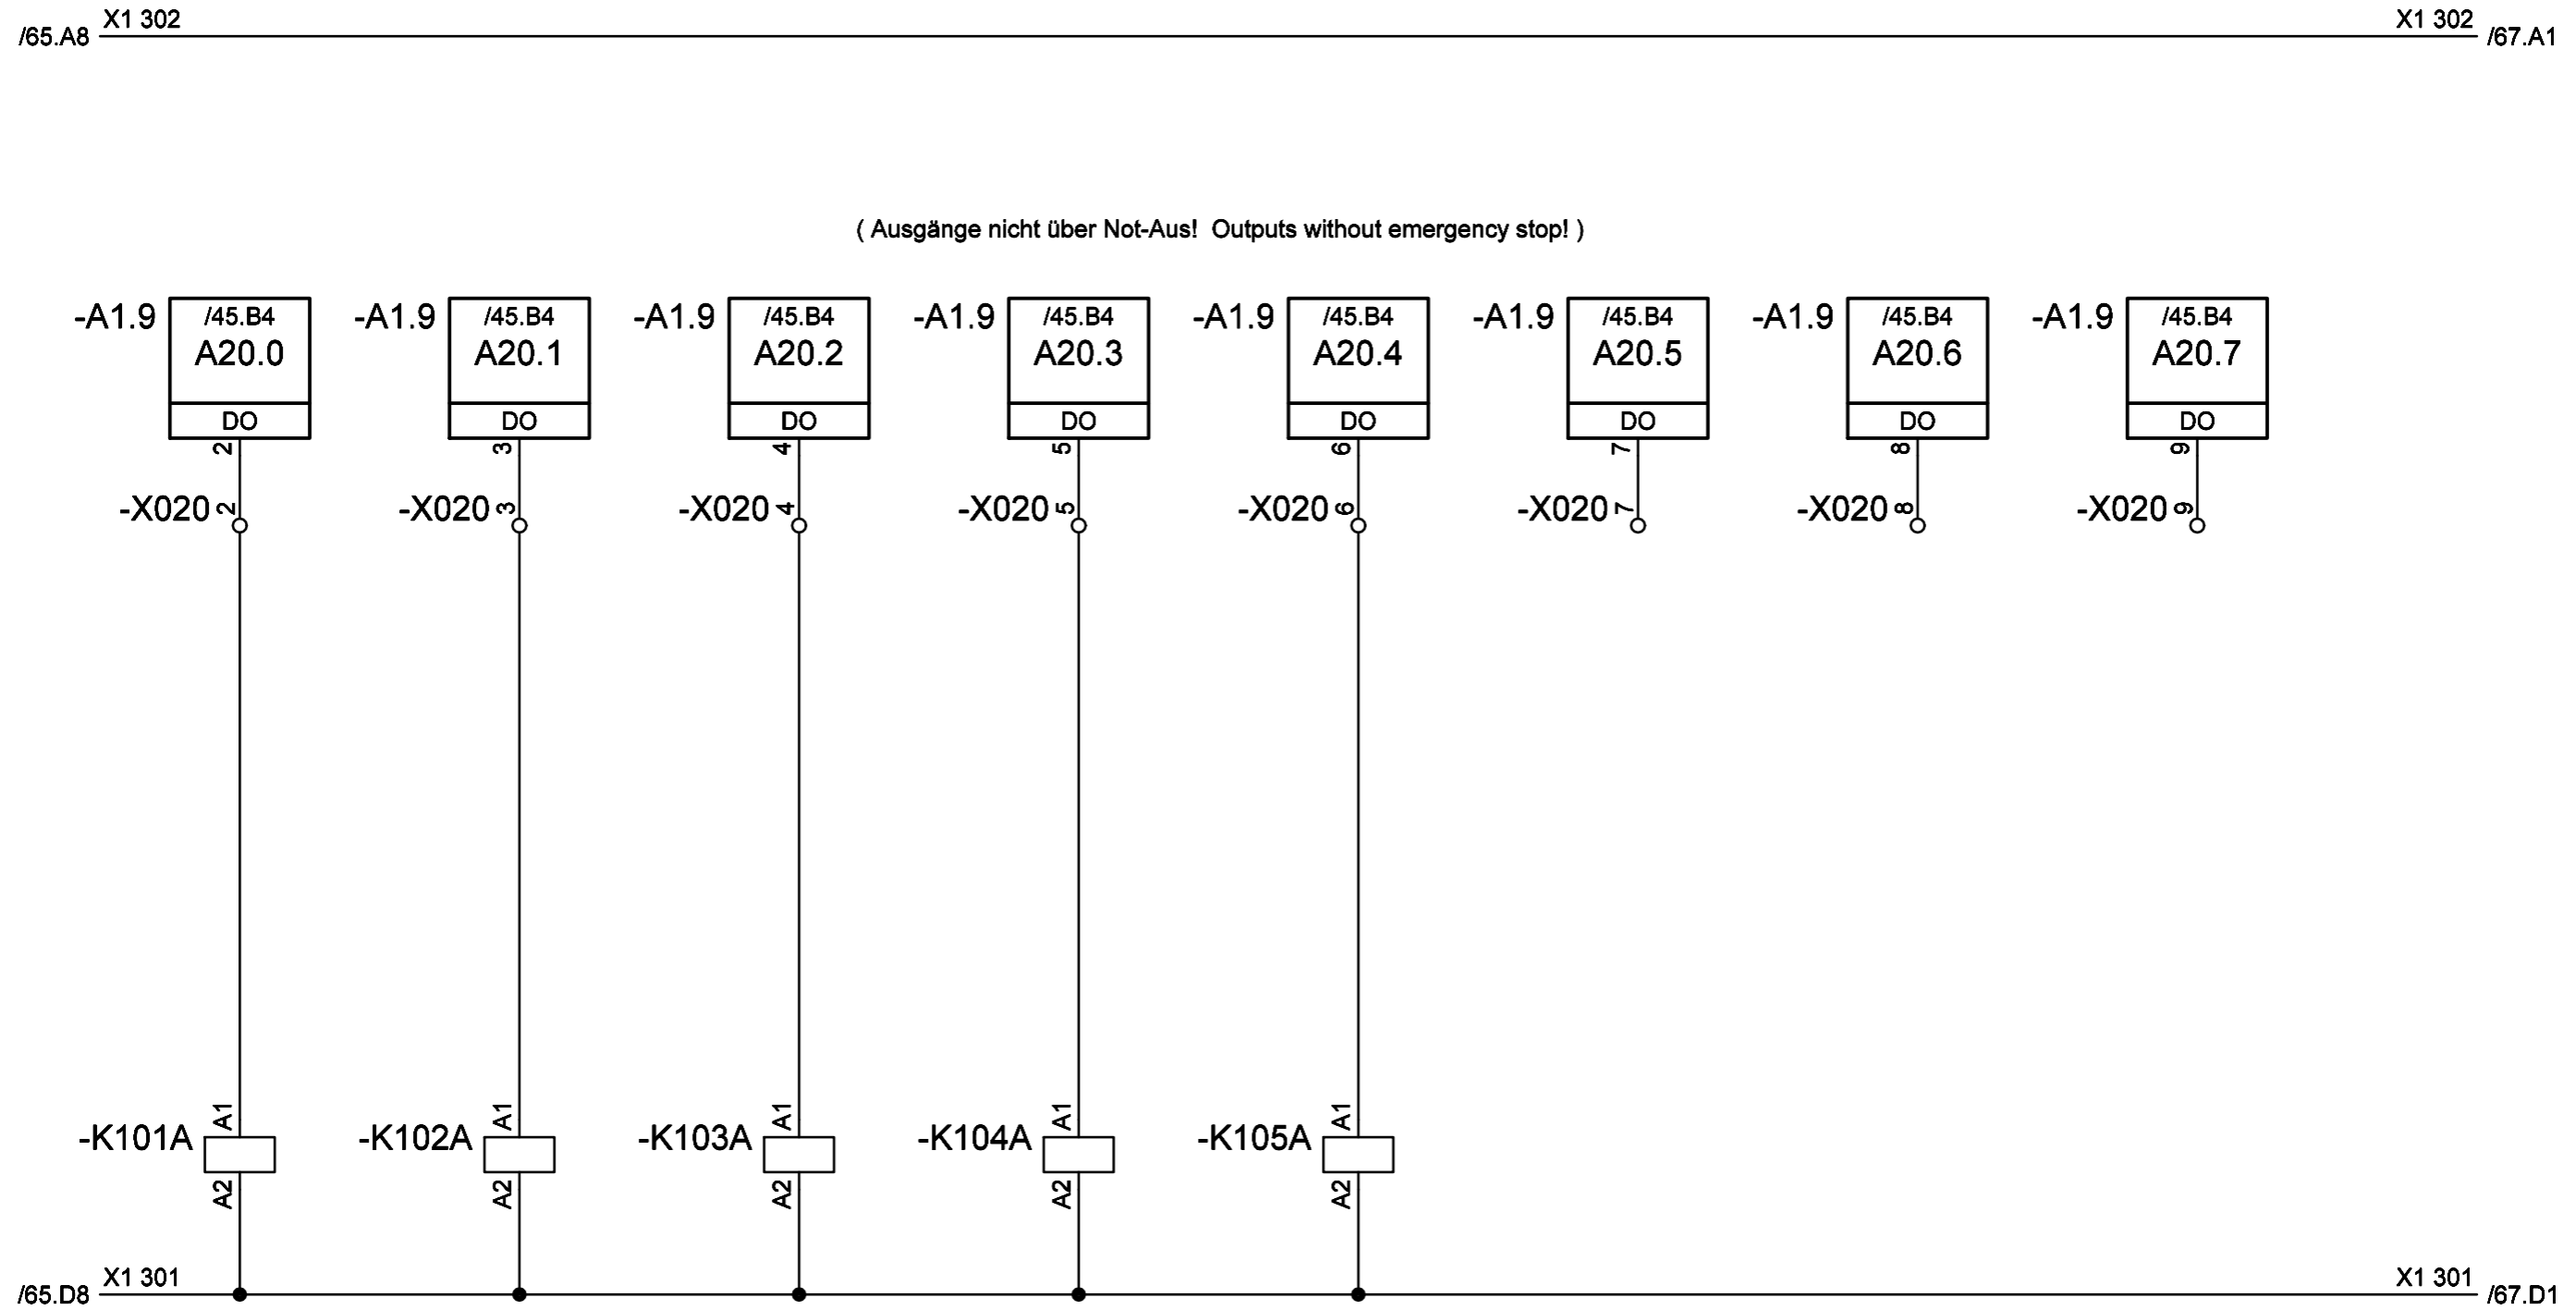 X1 302 X1 302
/65.A8 /67.A1
( Ausgänge nicht über Not-Aus!  Outputs without emergency stop! )
-A1.9 /45.B4 -A1.9 /45.B4 -A1.9 /45.B4 -A1.9 /45.B4 -A1.9 /45.B4 -A1.9 /45.B4 -A1.9 /45.B4 -A1.9 /45.B4
A20.0 A20.1 A20.2 A20.3 A20.4 A20.5 A20.6 A20.7
DO DO DO DO DO DO DO DO
2 3 4 5 6 7 8 9
-X020 2 -X020 3 -X020 4 -X020 5 -X020 6 -X020 7 -X020 8 -X020 9
A1 A1 A1 A1 A1
-K101A -K102A -K103A -K104A -K105A
A2 A2 A2 A2 A2
X1 301 X1 301
/65.D8 /67.D1